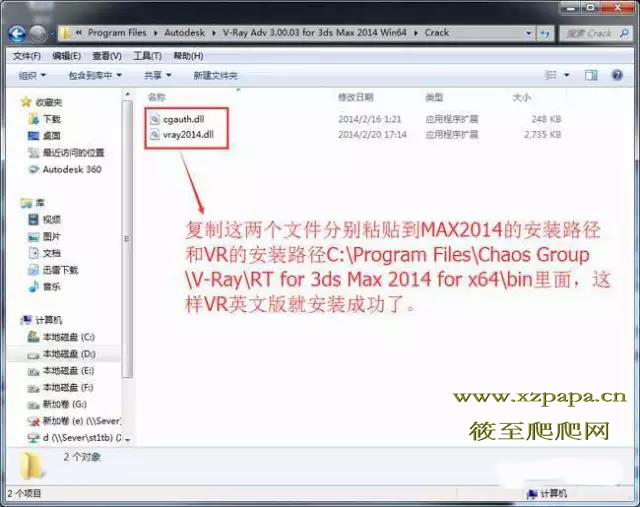 « Program Files ▸ Autodesk ▸ V-Ray Adv 3.00.03 for 3ds Max 2014 Win64 ▸ Crack
搜索 Crack
文件(F) 编辑(E) 查看(V) 工具(T) 帮助(H)
组织 包含到库中 共享 新建文件夹
收藏夹
下载
桌面
最近访问的位置
Autodesk 360
库
视频
图片
文档
迅雷下载
音乐
计算机
本地磁盘 (C:)
本地磁盘 (D:)
本地磁盘 (E:)
本地磁盘 (F:)
新加卷 (G:)
新加卷 (e) (\\Sever)
d (\\Sever\st1tb) (
名称 修改日期 类型 大小
cgauth.dll 2014/2/16 1:21 应用程序扩展 248 KB
vray2014.dll 2014/2/20 17:14 应用程序扩展 2,735 KB
复制这两个文件分别粘贴到MAX2014的安装路径
和VR的安装路径C:\Program Files\Chaos Group
\V-Ray\RT for 3ds Max 2014 for x64\bin里面，这
样VR英文版就安装成功了。
www.xzpapa.cn
筱至爬爬网
2 个对象
2 个项目
计算机